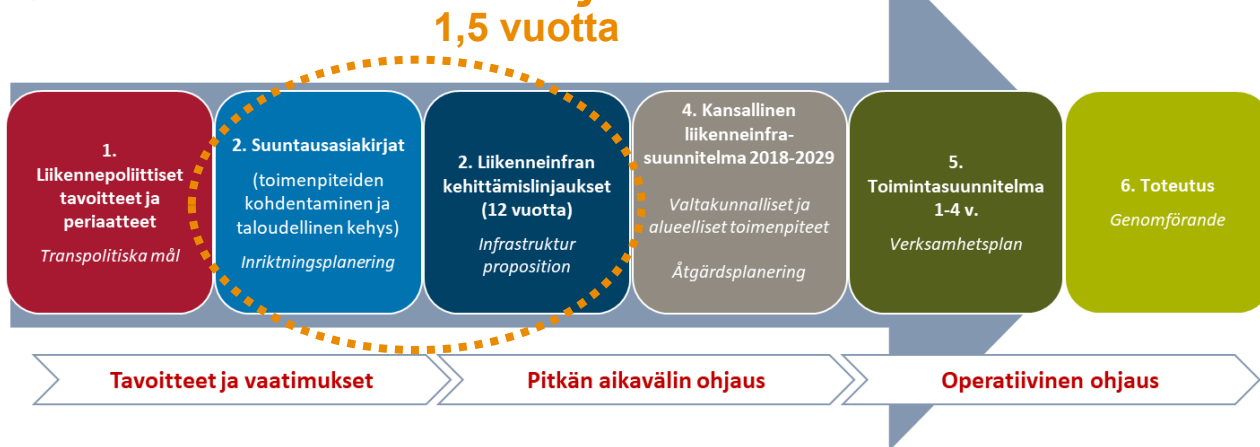 1,5 vuotta
1.
Liikennepoliittiset
tavoitteet ja
periaatteet
Transpolitiska mål
2. Suuntausasiakirjat
(toimenpiteiden
kohdentaminen ja
taloudellinen kehys)
Inriktningsplanering
2. Liikenneinfran
kehittämislinjaukset
(12 vuotta)
Infrastruktur
proposition
4. Kansallinen
liikenneinfra-
suunnitelma 2018-2029
Valtakunnalliset ja
alueelliset toimenpiteet
Åtgärdsplanering
5.
Toimintasuunnitelma
1-4 v.
Verksamhetsplan
6. Toteutus
Genomförande
Tavoitteet ja vaatimukset
Pitkän aikavälin ohjaus
Operatiivinen ohjaus